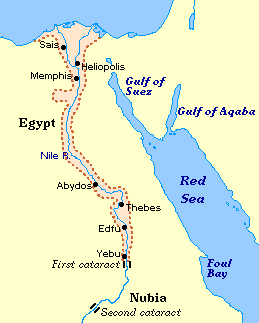 Sais
Heliopolis
Memphis
Gulf of
Suez
Gulf of Aqaba
Egypt
Nile R.
Abydos
Red
Sea
Thebes
Edfu
Yebu
First cataract
Foul
Bay
Nubia
Second cataract